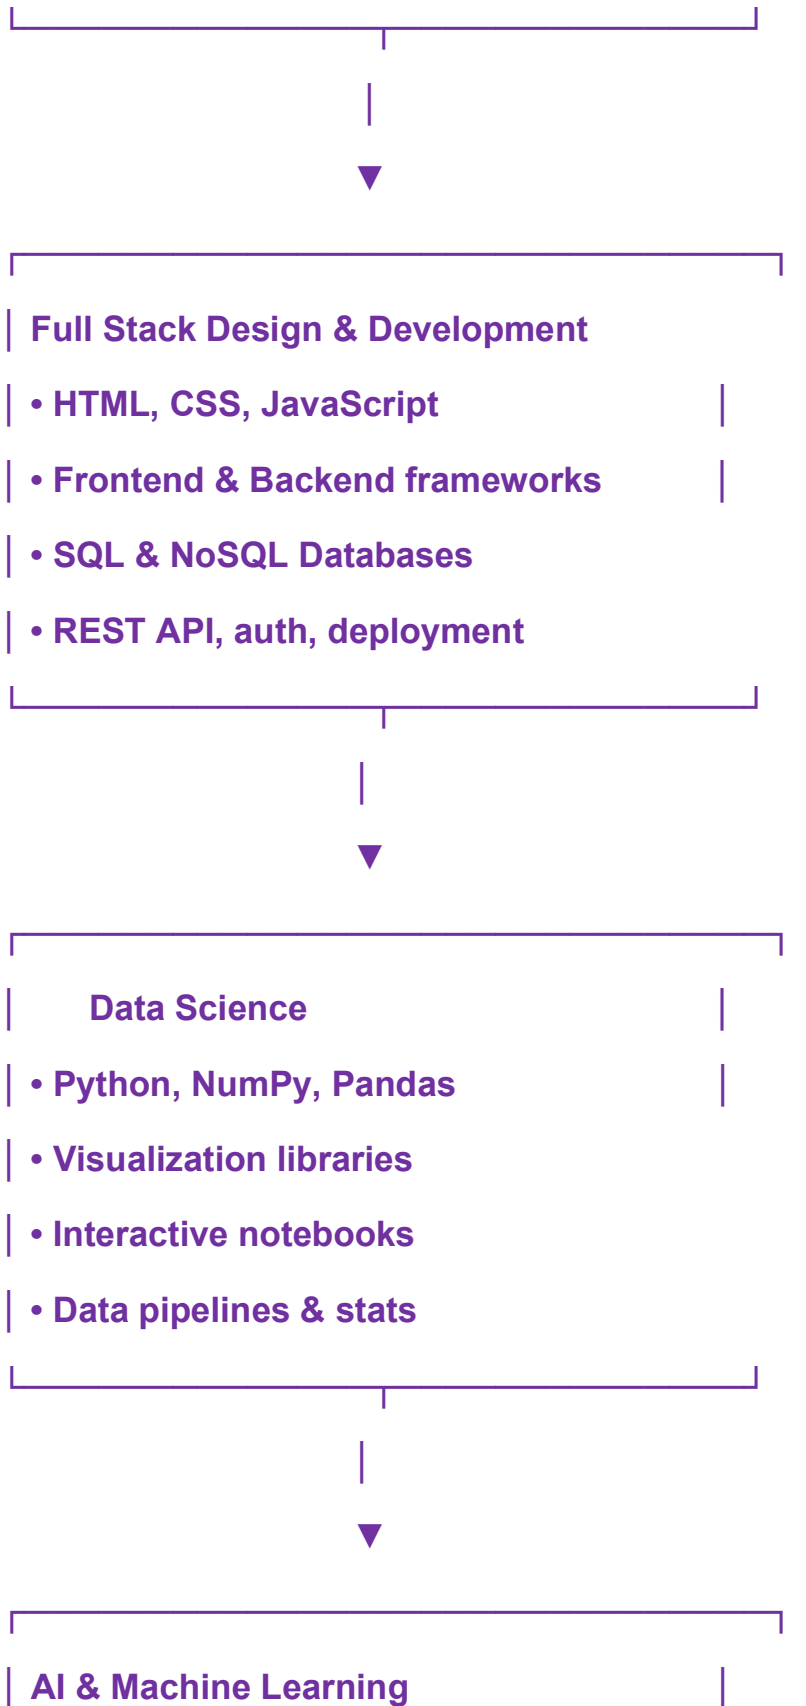 Full Stack Design & Development
• HTML, CSS, JavaScript
• Frontend & Backend frameworks
• SQL & NoSQL Databases
• REST API, auth, deployment
Data Science
• Python, NumPy, Pandas
• Visualization libraries
• Interactive notebooks
• Data pipelines & stats
AI & Machine Learning